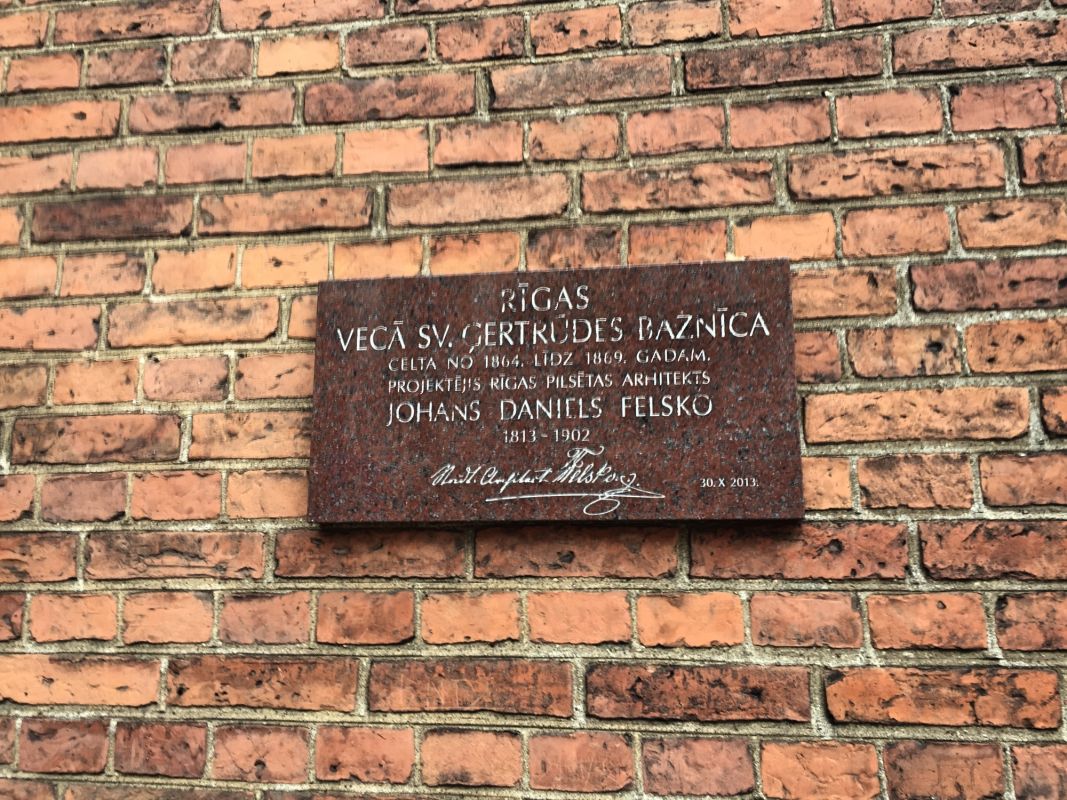 RĪGAS
VECĀ SV. ĢERTRŪDES BAZNĪCA
CELTA NO 1864. LĪDZ 1869. GADAM.
PROJEKTĒJIS RĪGAS PILSĒTAS ARHITEKTS
JOHANS DANIELS FELSKO
1813 - 1902
Felsko
30.X 2013.